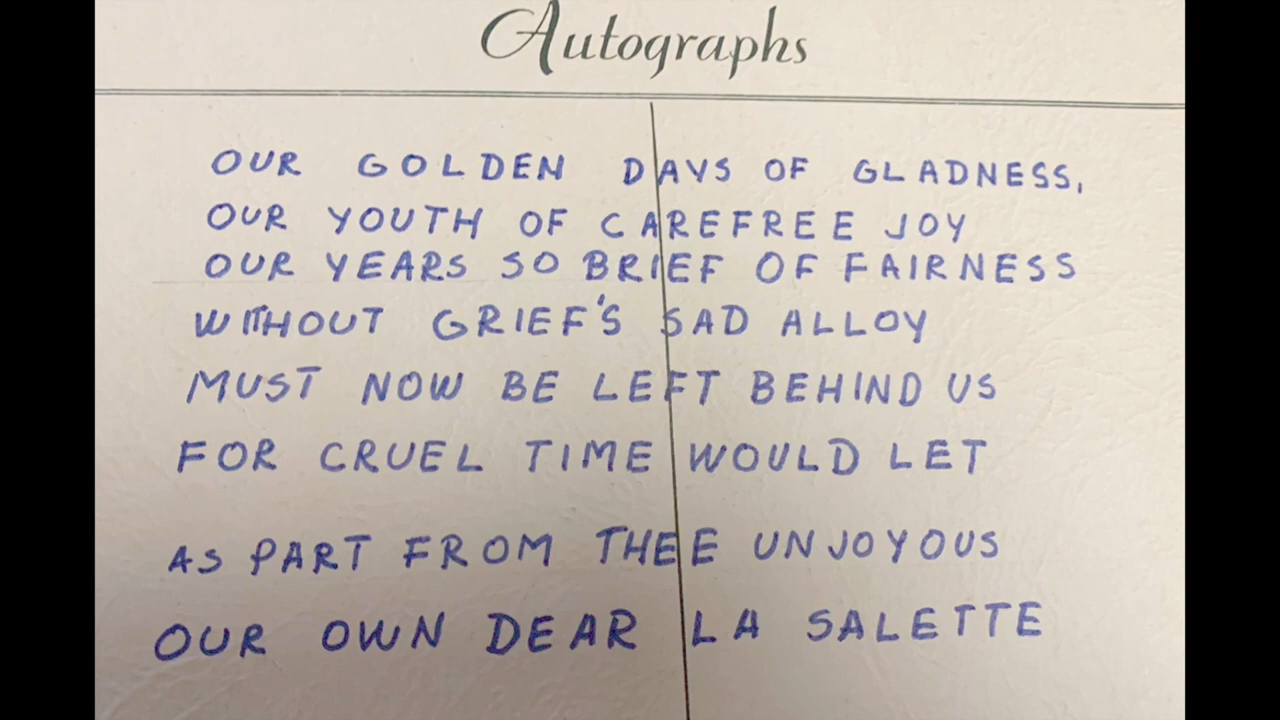 Autographs
OUR GOLDEN DAYS OF GLADNESS,
OUR YOUTH OF CAREFREE JOY
OUR YEARS SO BRIEF OF FAIRNESS
WITHOUT GRIEF'S SAD ALLOY
MUST NOW BE LEFT BEHIND US
FOR CRUEL TIME WOULD LET
AS PART FROM THEE UNJOYOUS
OUR OWN DEAR LA SALETTE